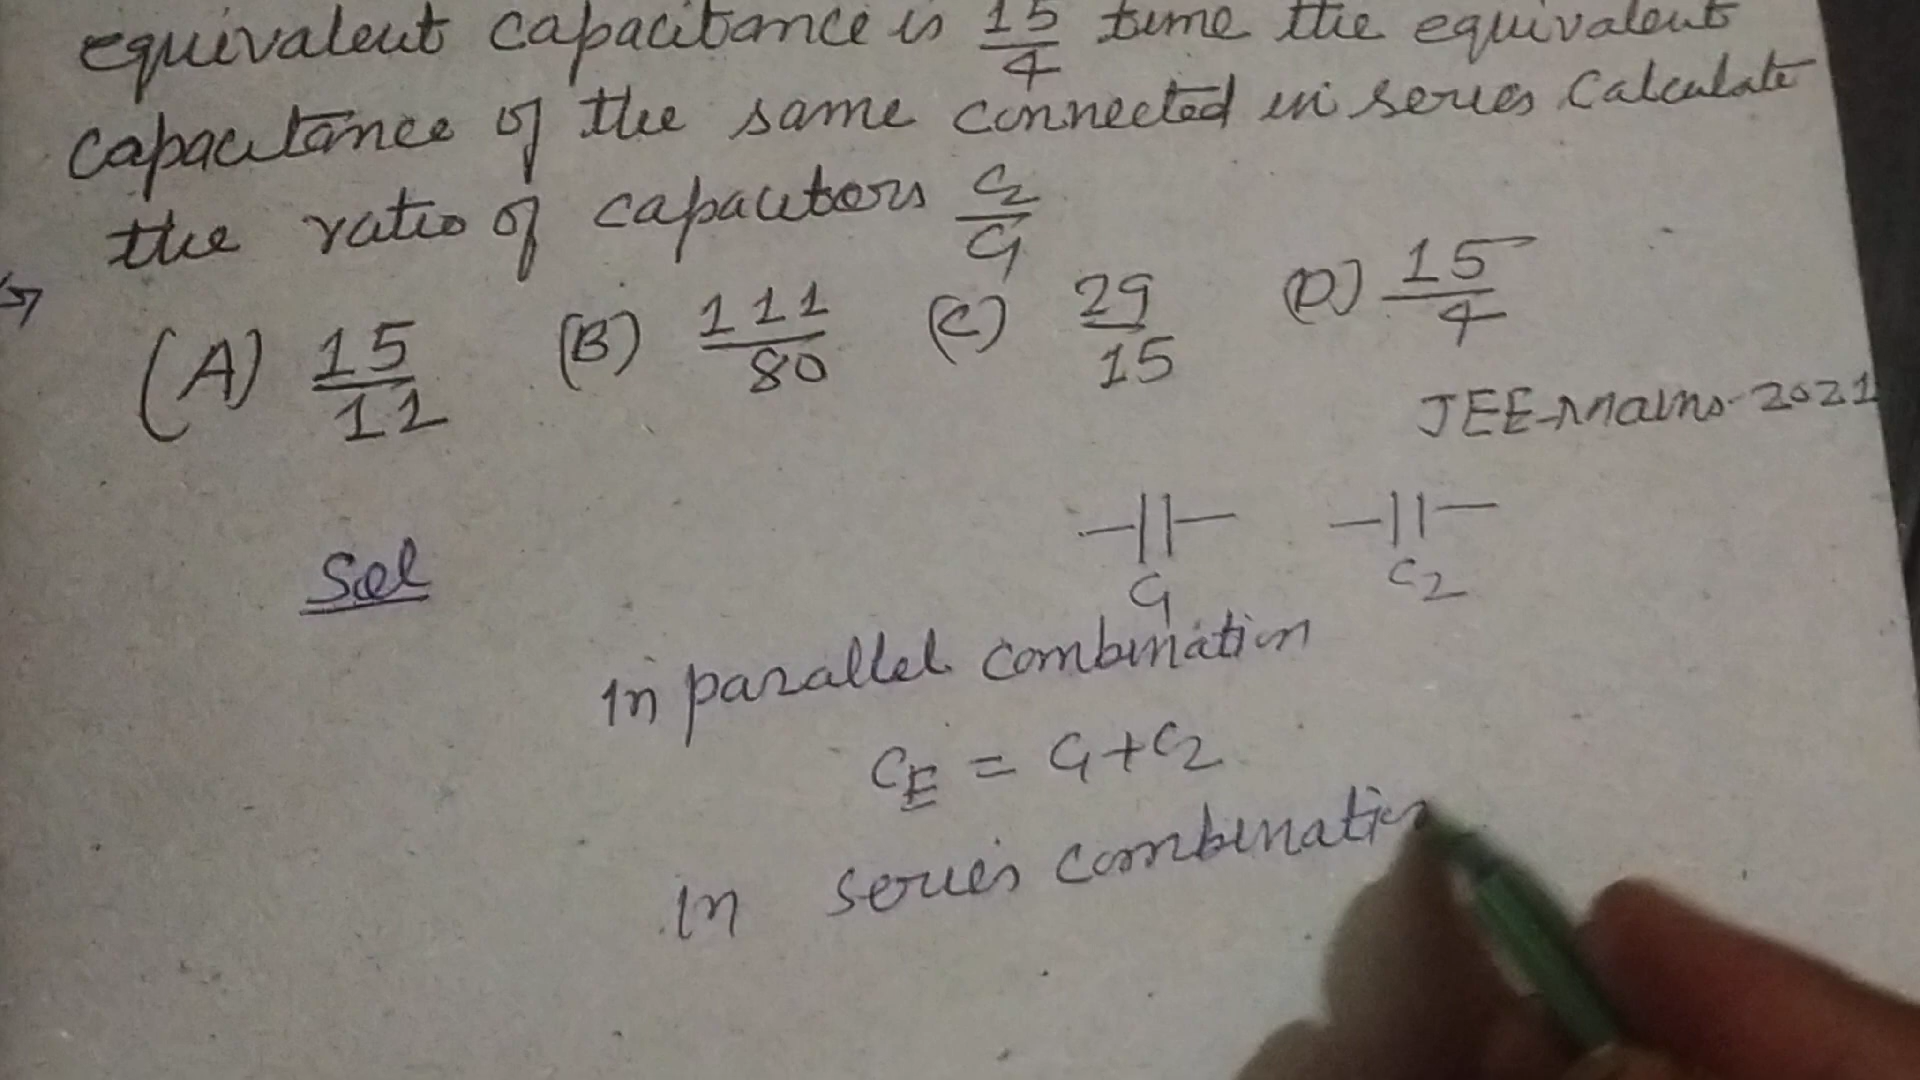 equivalent capacitance is 15/4 time the equivalent
capacitance of the same connected in series Calculate
the ratio of capacitors C2/C1
(A) 15/12 (B) 111/80 (C) 29/15 (D) 15/4
JEE-Mains-2021
Sol
C1 C2
in parallel combination
CE = C1+C2
in series combination